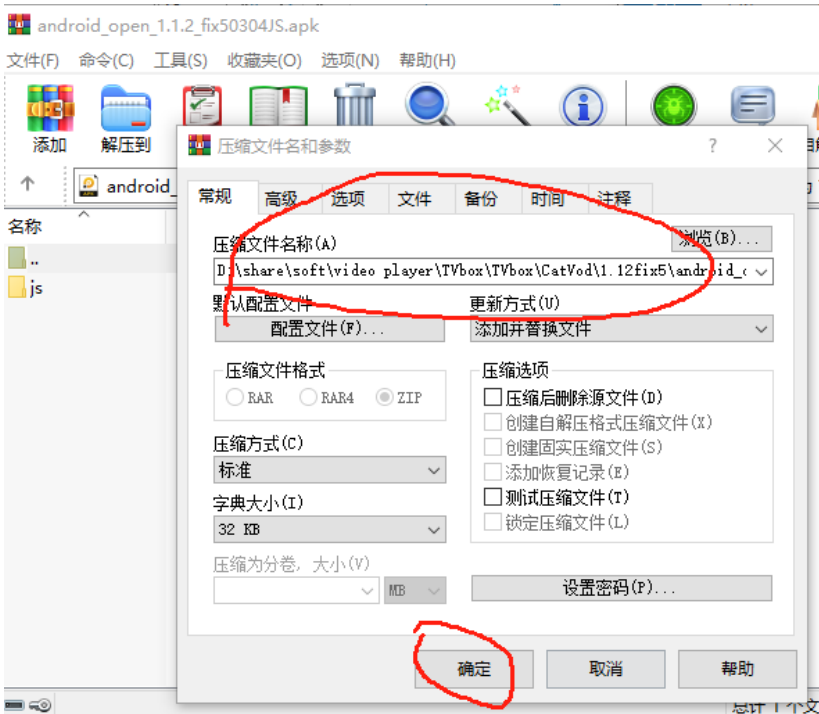 android_open_1.1.2_fix50304JS.apk
文件(F) 命令(C) 工具(S) 收藏夹(O) 选项(N) 帮助(H)
添加 解压到
压缩文件名和参数 ? ×
android_
常规 高级 选项 文件 备份 时间 注释
名称
..
js
压缩文件名称(A) 浏览(B)...
D:\share\soft\video player\TVbox\TVbox\CatVod\1.12fix5\android_
默认配置文件 更新方式(U)
配置文件(F)... 添加并替换文件
压缩文件格式 压缩选项
RAR RAR4 ZIP 压缩后删除源文件(D)
创建自解压格式压缩文件(X)
压缩方式(C) 创建固实压缩文件(S)
标准 添加恢复记录(E)
字典大小(I) 测试压缩文件(T)
32 KB 锁定压缩文件(L)
压缩为分卷, 大小(V)
MB 设置密码(P)...
确定 取消 帮助
总计 1 个文